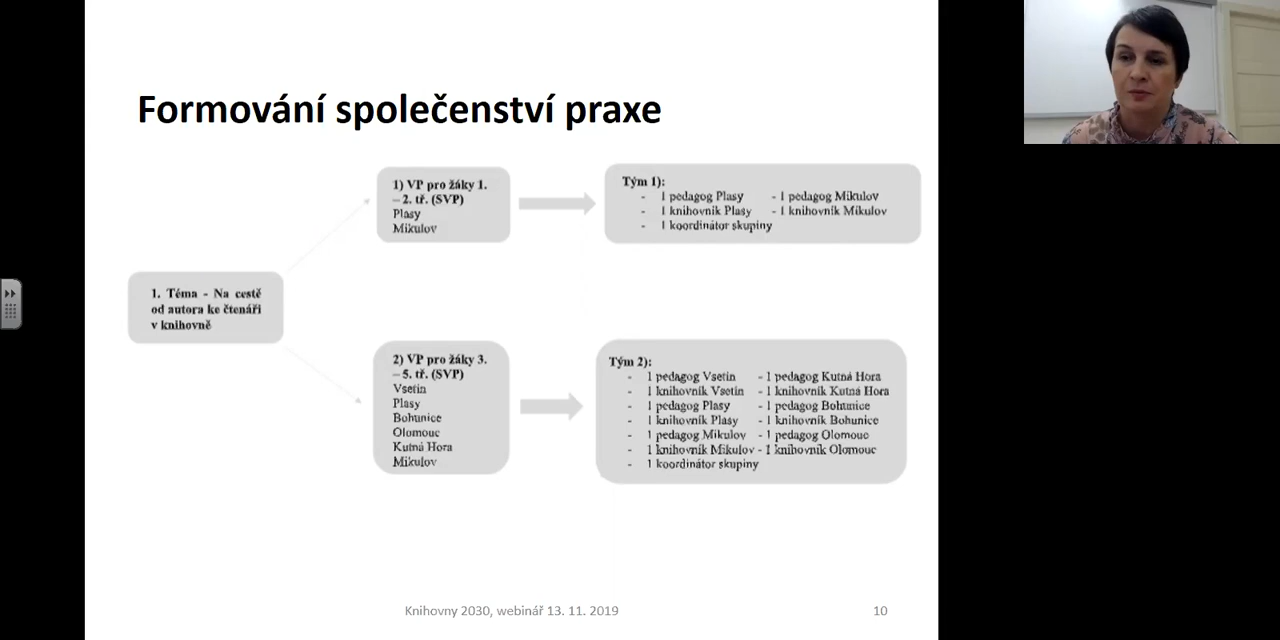 Formování společenství praxe
1. Téma - Na cestě
od autora ke čtenáři
v knihovně
1) VP pro žáky 1.
– 2. tř. (SVP)
Plasy
Mikulov
Tým 1):
- 1 pedagog Plasy - 1 pedagog Mikulov
- 1 knihovník Plasy - 1 knihovník Mikulov
- 1 koordinátor skupiny
2) VP pro žáky 3.
– 5. tř. (SVP)
Vsetín
Plasy
Bohunice
Olomouc
Kutná Hora
Mikulov
Tým 2):
- 1 pedagog Vsetín - 1 pedagog Kutná Hora
- 1 knihovník Vsetín - 1 knihovník Kutná Hora
- 1 pedagog Plasy - 1 pedagog Bohunice
- 1 knihovník Plasy - 1 knihovník Bohunice
- 1 pedagog Mikulov - 1 pedagog Olomouc
- 1 knihovník Mikulov - 1 knihovník Olomouc
- 1 koordinátor skupiny
Knihovny 2030, webinář 13. 11. 2019
10